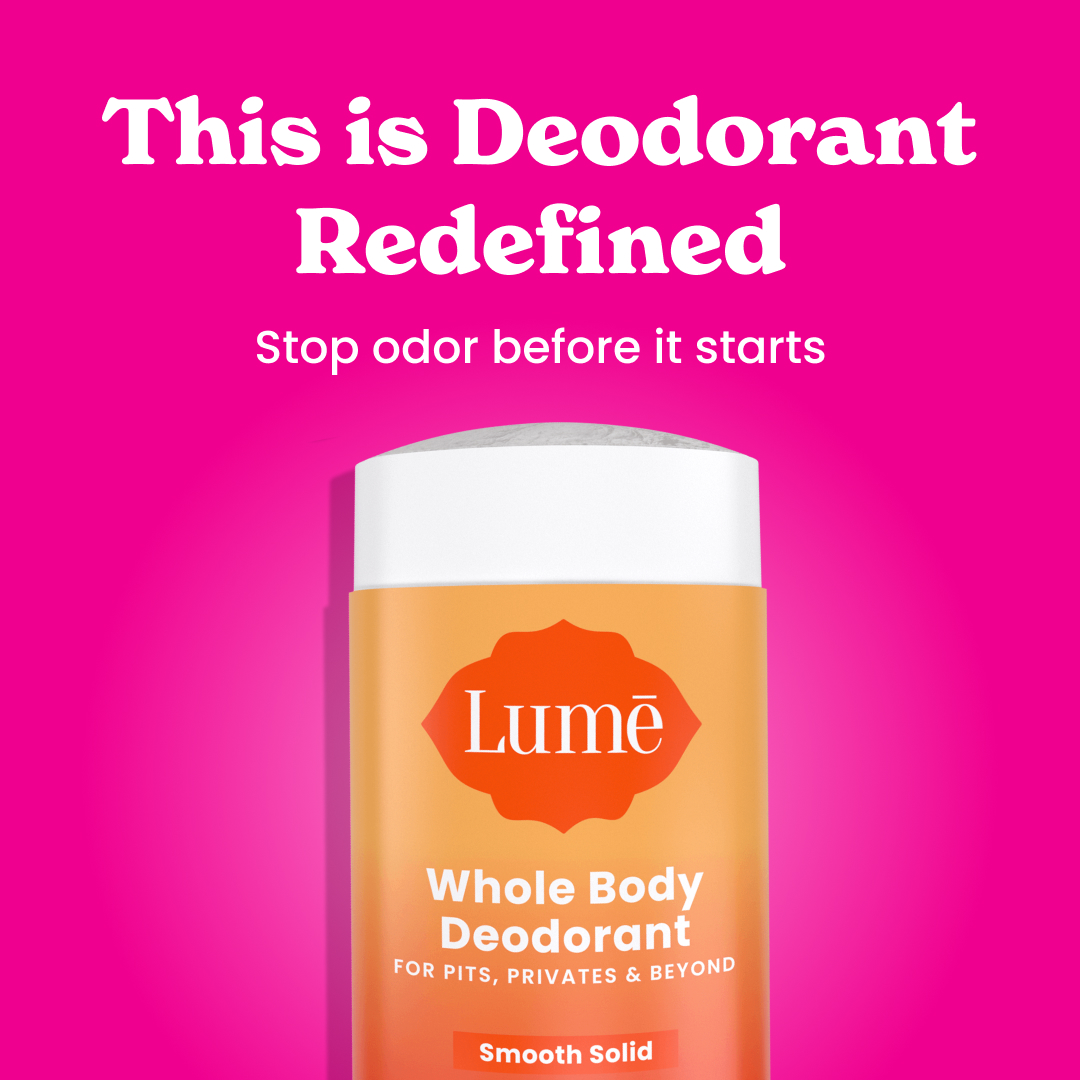 This is Deodorant
Redefined
Stop odor before it starts
Lumē
Whole Body
Deodorant
FOR PITS, PRIVATES & BEYOND
Smooth Solid